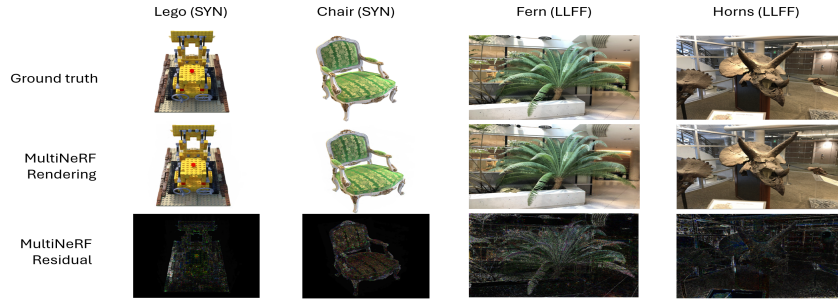 Lego (SYN)
Chair (SYN)
Fern (LLFF)
Horns (LLFF)
Ground truth
MultiNeRF
Rendering
MultiNeRF
Residual